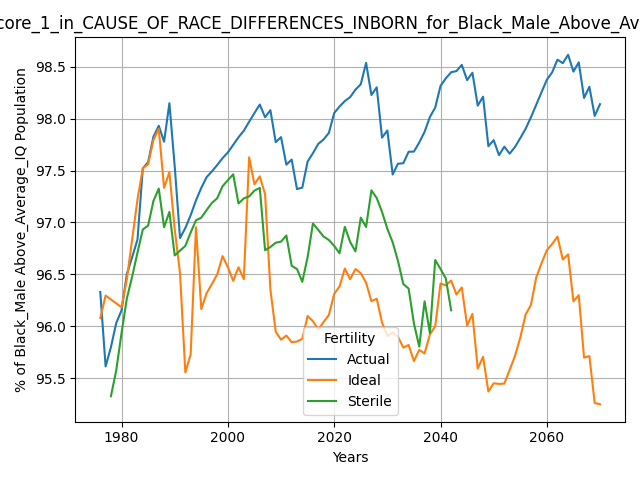 core_1_in_CAUSE_OF_RACE_DIFFERENCES_INBORN_for_Black_Male_Above_Av
% of Black_Male Above_Average_IQ Population
98.5
98.0
97.5
97.0
96.5
96.0
95.5
Fertility
Actual
Ideal
Sterile
1980 2000 2020 2040 2060
Years